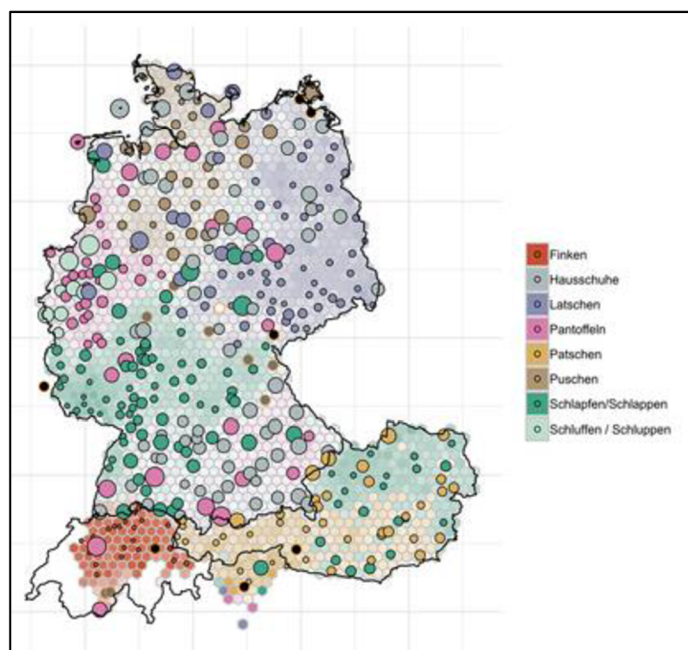 Finken
Hausschuhe
Latschen
Pantoffeln
Patschen
Puschen
Schlapfen/Schlappen
Schluffen / Schluppen